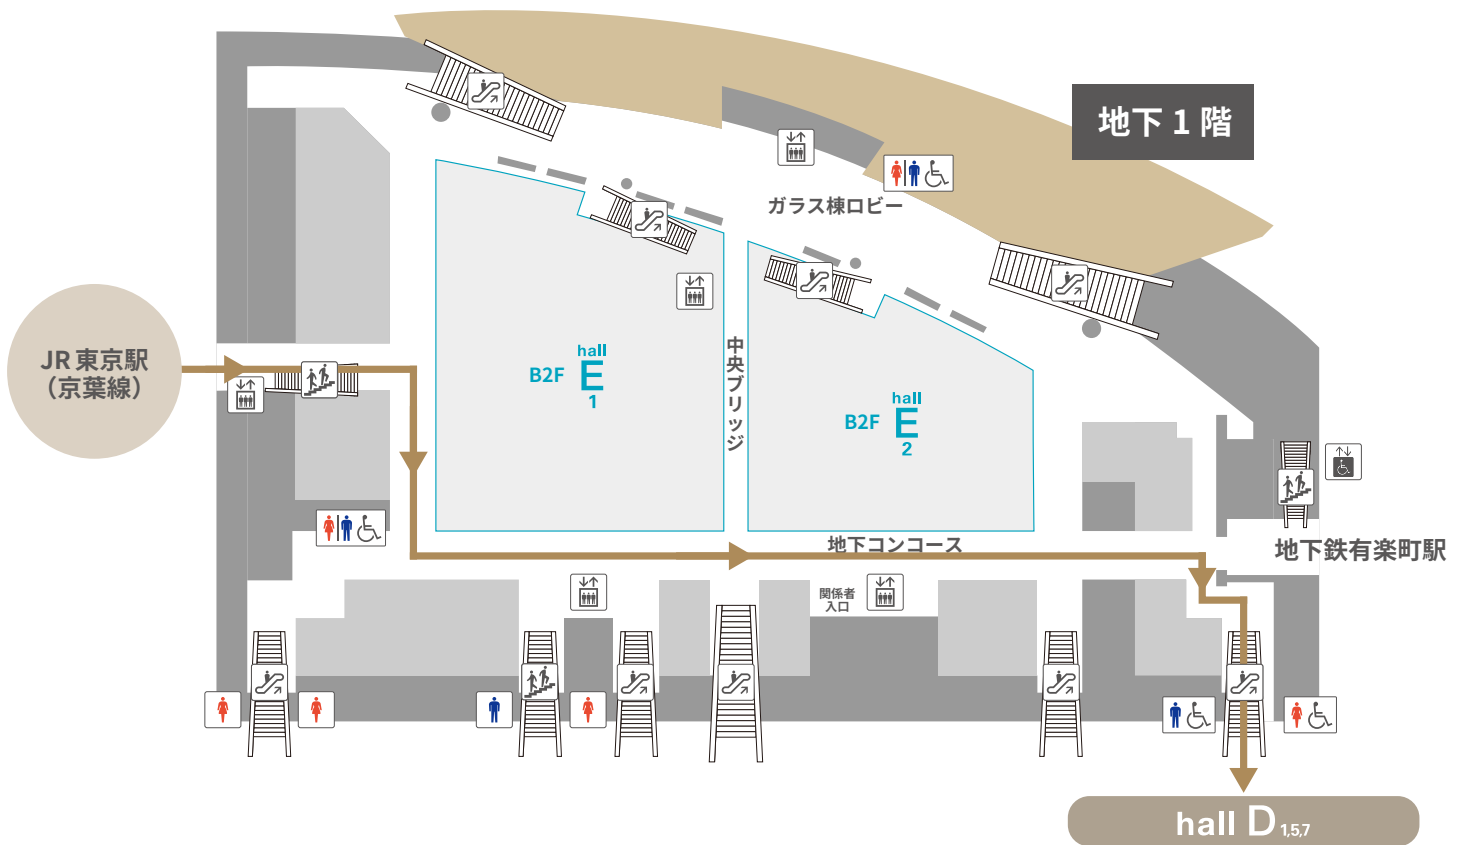 地下 1 階
ガラス棟ロビー
JR 東京駅
（京葉線）
B2F
hall
E
1
中央ブリッジ
B2F
hall
E
2
地下コンコース
地下鉄有楽町駅
関係者
入口
hall D 1,5,7